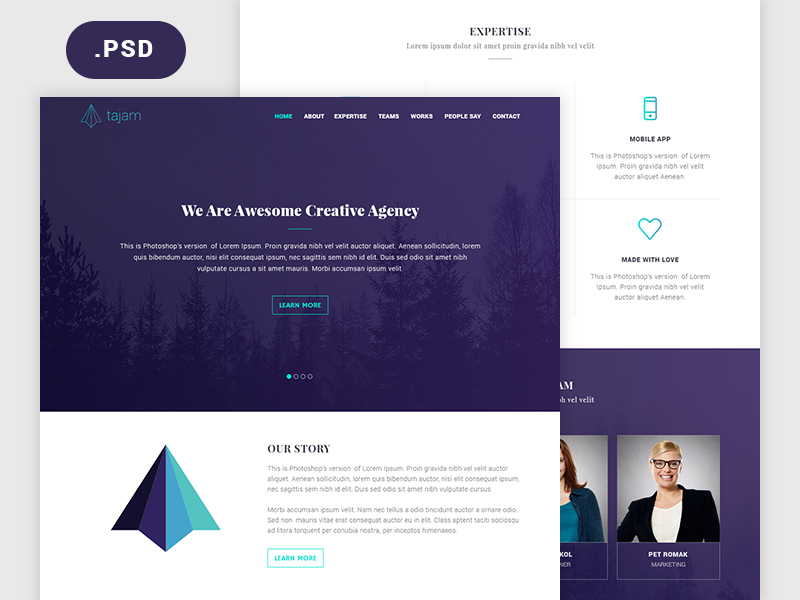 .PSD
EXPERTISE
Lorem ipsum dolor sit amet proin gravida nibh vel velit
tajam
HOME ABOUT EXPERTISE TEAMS WORKS PEOPLE SAY CONTACT
We Are Awesome Creative Agency
This is Photoshop's version of Lorem Ipsum. Proin gravida nibh vel velit auctor aliquet. Aenean sollicitudin, lorem
quis bibendum auctor, nisi elit consequat ipsum, nec sagittis sem nibh id elit. Duis sed odio sit amet nibh
vulputate cursus a sit amet mauris. Morbi accumsan ipsum velit.
LEARN MORE
MOBILE APP
This is Photoshop's version of Lorem
Ipsum. Proin gravida nibh vel velit
auctor aliquet Aenean.
MADE WITH LOVE
This is Photoshop's version of Lorem
Ipsum. Proin gravida nibh vel velit
auctor aliquet Aenean.
OUR STORY
This is Photoshop's version of Lorem Ipsum. Proin gravida nibh vel velit auctor
aliquet. Aenean sollicitudin, lorem quis bibendum auctor, nisi elit consequat ipsum,
nec sagittis sem nibh id elit. Duis sed odio sit amet nibh vulputate cursus
Morbi accumsan ipsum velit. Nam nec tellus a odio tincidunt auctor a ornare odio.
Sed non mauris vitae erat consequat auctor eu in elit. Class aptent taciti sociosqu
ad litora torquent per conubia nostra, per inceptos himenaeos.
LEARN MORE
AM
h vel velit
KOL
NER
PET ROMAK
MARKETING